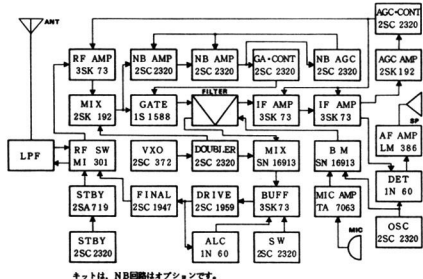 ANT
AGC・CONT
2SC 2320
RF AMP
3SK 73
NB AMP
2SC 2320
NB AMP
2SC 2320
GA・CONT
2SC 2320
NB AGC
2SC 2320
AGC AMP
2SK 192
MIX
2SK 192
GATE
1S 1588
FILTER
IF AMP
3SK 73
IF AMP
3SK 73
SP
AF AMP
LM 386
LPF
RF SW
MI 301
VXO
2SC 372
DOUBLER
2SC 2320
MIX
SN 16913
B M
SN 16913
DET
1N 60
STBY
2SA 719
FINAL
2SC 1947
DRIVE
2SC 1959
BUFF
3SK 73
MIC AMP
TA 7063
OSC
2SC 2320
STBY
2SC 2320
ALC
1N 60
SW
2SC 2320
MIC
キットは、NB回路はオプションです。